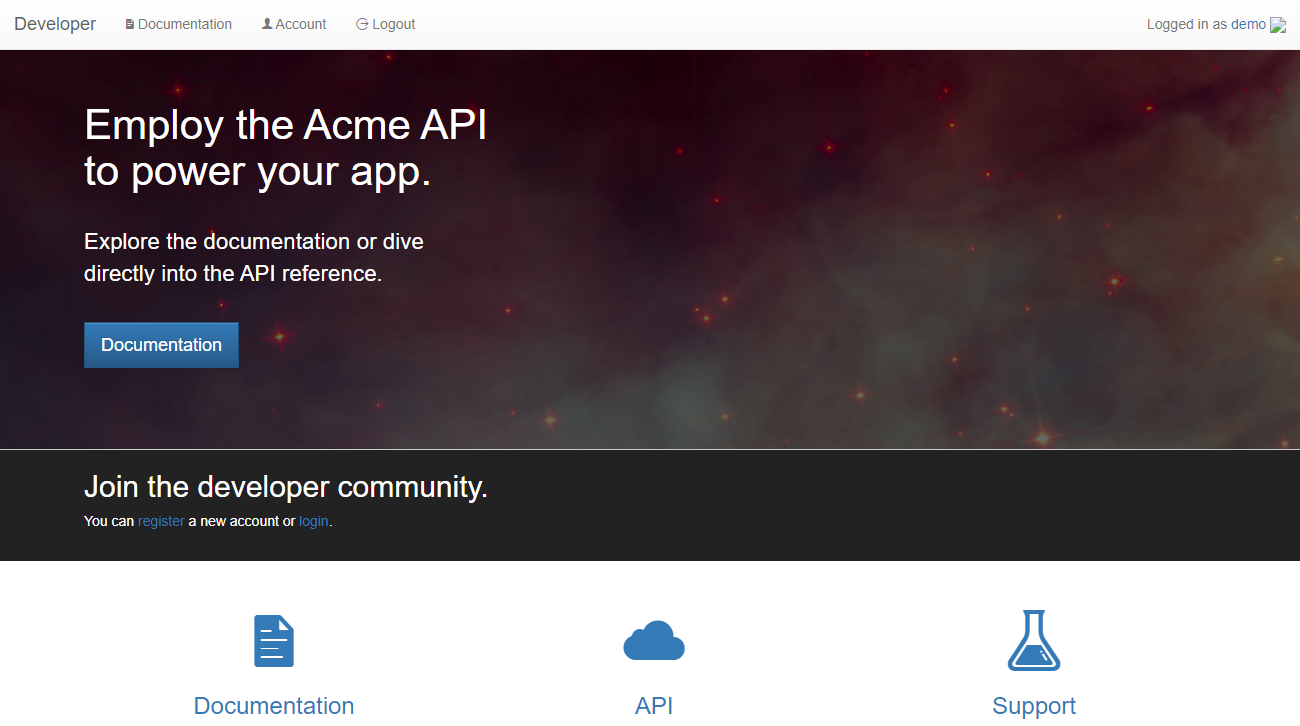 Developer
Documentation
Account
Logout
Logged in as demo
Employ the Acme API
to power your app.
Explore the documentation or dive
directly into the API reference.
Documentation
Join the developer community.
You can register a new account or login.
Documentation
API
Support